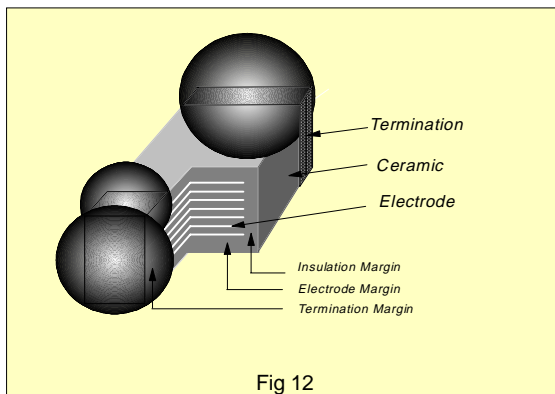 Termination
Ceramic
Electrode
Insulation Margin
Electrode Margin
Termination Margin
Fig 12